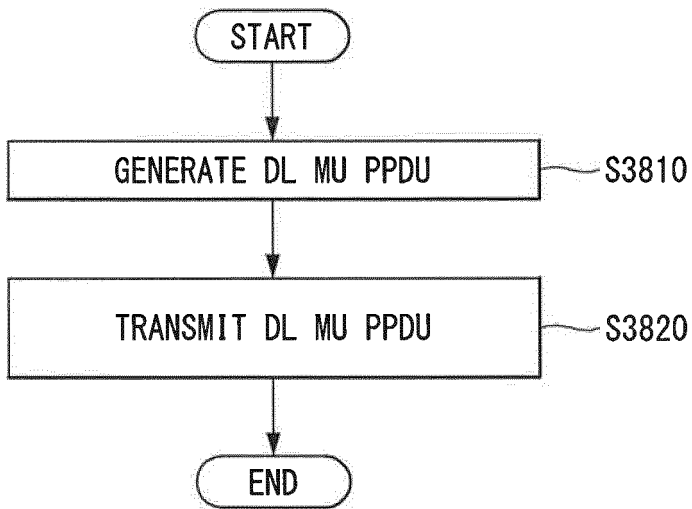 START
GENERATE DL MU PPDU
S3810
TRANSMIT DL MU PPDU
S3820
END